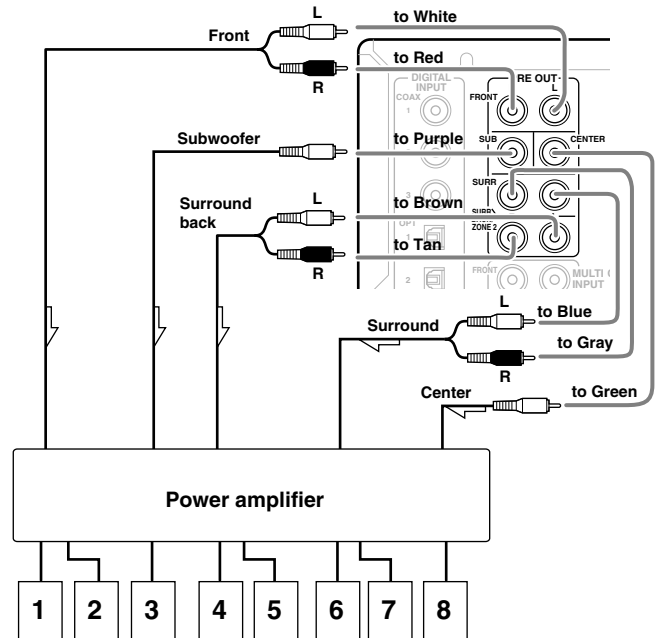 L
to White
Front
to Red
R
DIGITAL
INPUT
COAX
1
3
OPT
1
2
RE OUT
L
FRONT
SUB
CENTER
SURR
SURR
ZONE 2
FRONT
MULTI C
INPUT
Subwoofer
to Purple
Surround
back
L
to Brown
to Tan
R
L
to Blue
Surround
to Gray
R
Center
to Green
Power amplifier
1
2
3
4
5
6
7
8